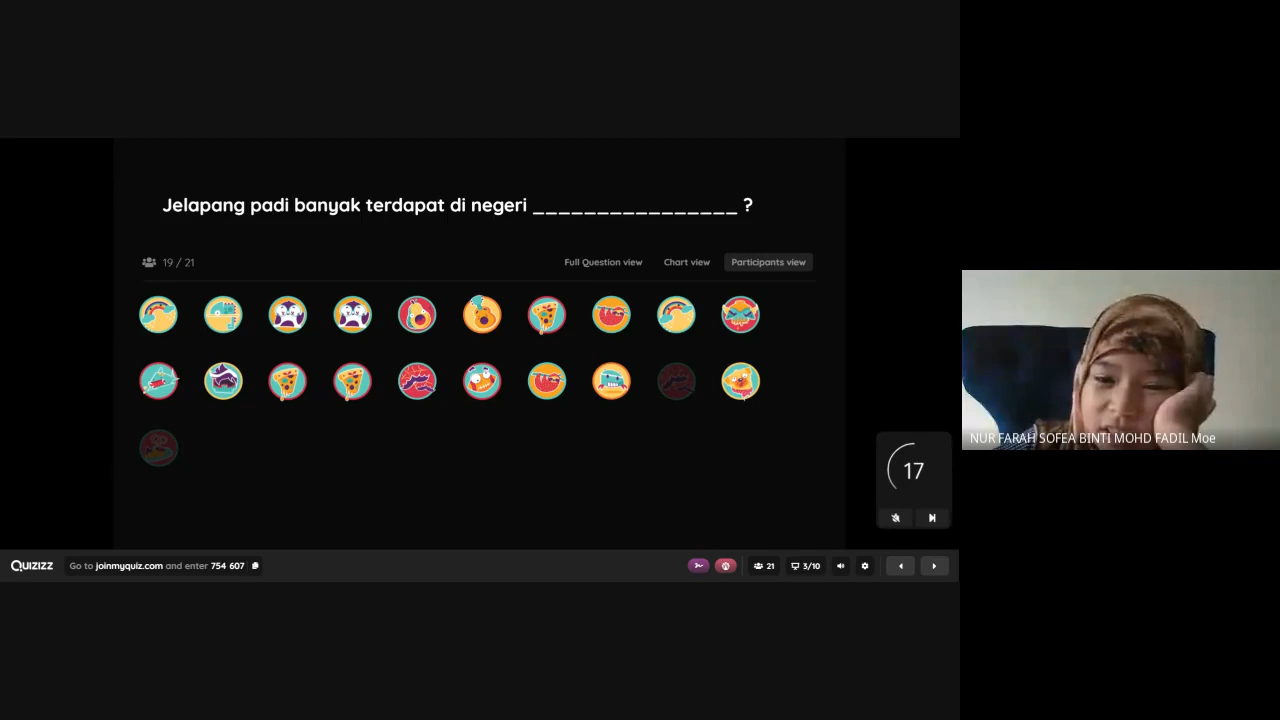 Jelapang padi banyak terdapat di negeri ________________ ?
19 / 21
Full Question view
Chart view
Participants view
17
NUR FARAH SOFEA BINTI MOHD FADIL Moe
QUIZIZZ
Go to joinmyquiz.com and enter 754 607
21
3/10